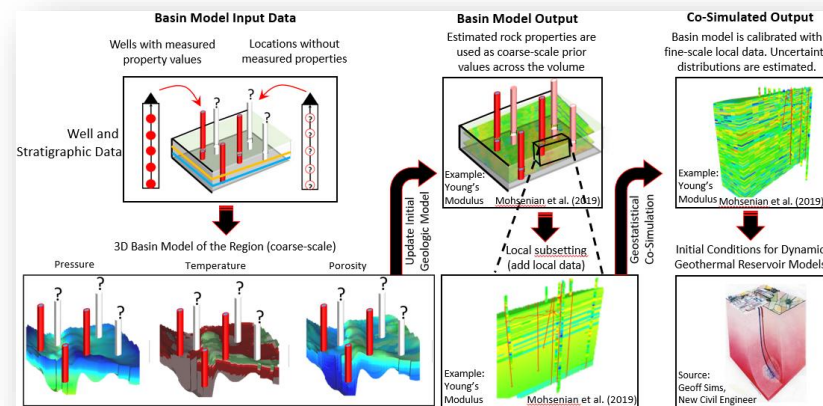 Basin Model Input Data
Wells with measured
property values
Locations without
measured properties
Well and
Stratigraphic Data
?
?
?
?
?
?
?
3D Basin Model of the Region (coarse-scale)
Pressure
Temperature
Porosity
?
?
?
?
?
?
?
?
?
Update Initial
Geologic Model
Basin Model Output
Estimated rock properties are
used as coarse-scale prior
values across the volume
Example:
Young's
Modulus
Mohsenian et al. (2019)
Local subsetting
(add local data)
Example:
Young's
Modulus
Mohsenian et al. (2019)
Geostatistical
Co-Simulation
Co-Simulated Output
Basin model is calibrated with
fine-scale local data. Uncertaint
distributions are estimated.
Example:
Young's
Modulus
Mohsenian et al. (2019)
Initial Conditions for Dynamic
Geothermal Reservoir Models
Source:
Geoff Sims,
New Civil Engineer